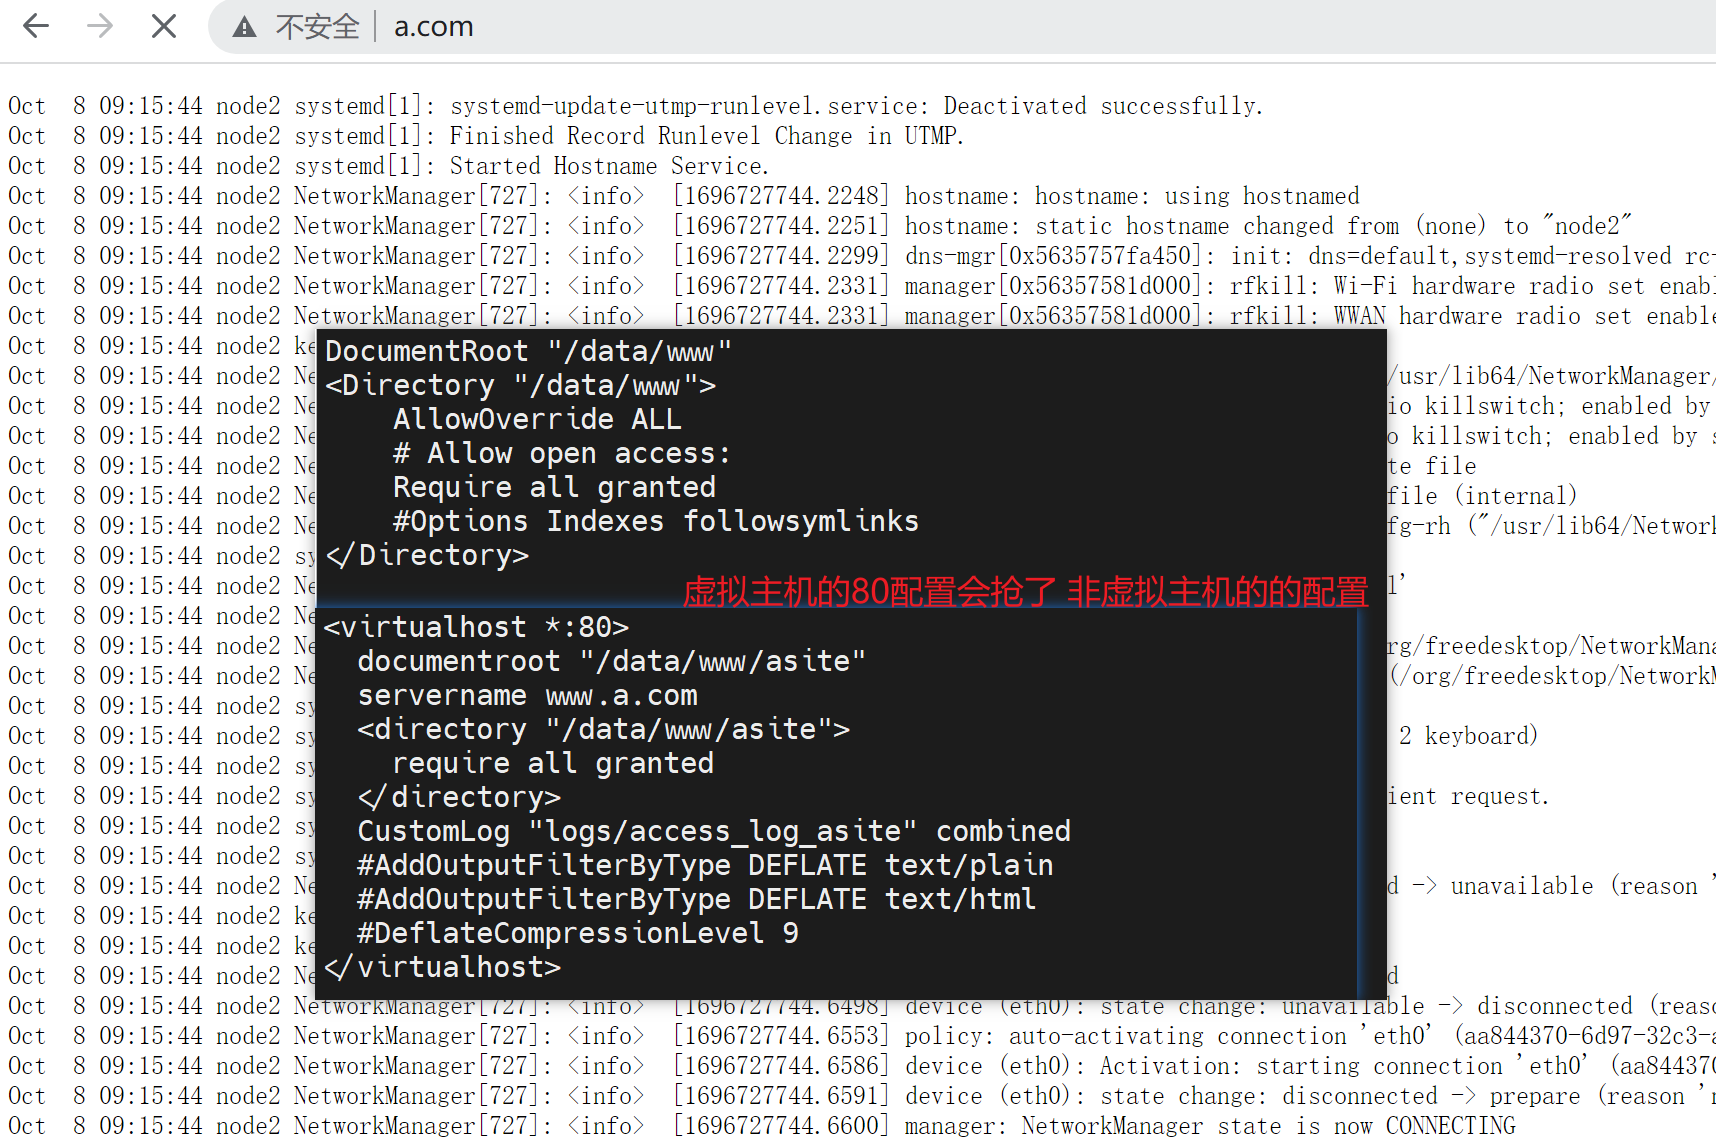 不安全 a.com
Oct  8 09:15:44 node2 systemd[1]: systemd-update-utmp-runlevel.service: Deactivated successfully.
Oct  8 09:15:44 node2 systemd[1]: Finished Record Runlevel Change in UTMP.
Oct  8 09:15:44 node2 systemd[1]: Started Hostname Service.
Oct  8 09:15:44 node2 NetworkManager[727]: <info>  [1696727744.2248] hostname: hostname: using hostnamed
Oct  8 09:15:44 node2 NetworkManager[727]: <info>  [1696727744.2251] hostname: static hostname changed from (none) to "node2"
Oct  8 09:15:44 node2 NetworkManager[727]: <info>  [1696727744.2299] dns-mgr[0x5635757fa450]: init: dns=default,systemd-resolved rc-
Oct  8 09:15:44 node2 NetworkManager[727]: <info>  [1696727744.2331] manager[0x56357581d000]: rfkill: Wi-Fi hardware radio set enabl
Oct  8 09:15:44 node2 NetworkManager[727]: <info>  [1696727744.2331] manager[0x56357581d000]: rfkill: WWAN hardware radio set enable
Oct  8 09:15:44 node2 ke
Oct  8 09:15:44 node2 Ne /usr/lib64/NetworkManager/
Oct  8 09:15:44 node2 Ne io killswitch; enabled by
Oct  8 09:15:44 node2 Ne o killswitch; enabled by s
Oct  8 09:15:44 node2 Ne te file
Oct  8 09:15:44 node2 Ne file (internal)
Oct  8 09:15:44 node2 Ne fg-rh ("/usr/lib64/Network
Oct  8 09:15:44 node2 sy
Oct  8 09:15:44 node2 Ne l'
Oct  8 09:15:44 node2 Ne
Oct  8 09:15:44 node2 Ne rg/freedesktop/NetworkMana
Oct  8 09:15:44 node2 Ne (/org/freedesktop/NetworkM
Oct  8 09:15:44 node2 sy
Oct  8 09:15:44 node2 sy 2 keyboard)
Oct  8 09:15:44 node2 sy
Oct  8 09:15:44 node2 sy ient request.
Oct  8 09:15:44 node2 sy
Oct  8 09:15:44 node2 sy
Oct  8 09:15:44 node2 Ne d -> unavailable (reason '
Oct  8 09:15:44 node2 ke
Oct  8 09:15:44 node2 ke
Oct  8 09:15:44 node2 Ne d
Oct  8 09:15:44 node2 NetworkManager[727]: <info>  [1696727744.6498] device (eth0): state change: unavailable -> disconnected (reaso
Oct  8 09:15:44 node2 NetworkManager[727]: <info>  [1696727744.6553] policy: auto-activating connection 'eth0' (aa844370-6d97-32c3-a
Oct  8 09:15:44 node2 NetworkManager[727]: <info>  [1696727744.6586] device (eth0): Activation: starting connection 'eth0' (aa844370
Oct  8 09:15:44 node2 NetworkManager[727]: <info>  [1696727744.6591] device (eth0): state change: disconnected -> prepare (reason 'n
Oct  8 09:15:44 node2 NetworkManager[727]: <info>  [1696727744.6600] manager: NetworkManager state is now CONNECTING
DocumentRoot "/data/www"
<Directory "/data/www">
    AllowOverride ALL
    # Allow open access:
    Require all granted
    #Options Indexes followsymlinks
</Directory>
虚拟主机的80配置会抢了 非虚拟主机的的配置
<virtualhost *:80>
  documentroot "/data/www/asite"
  servername www.a.com
  <directory "/data/www/asite">
    require all granted
  </directory>
  CustomLog "logs/access_log_asite" combined
  #AddOutputFilterByType DEFLATE text/plain
  #AddOutputFilterByType DEFLATE text/html
  #DeflateCompressionLevel 9
</virtualhost>